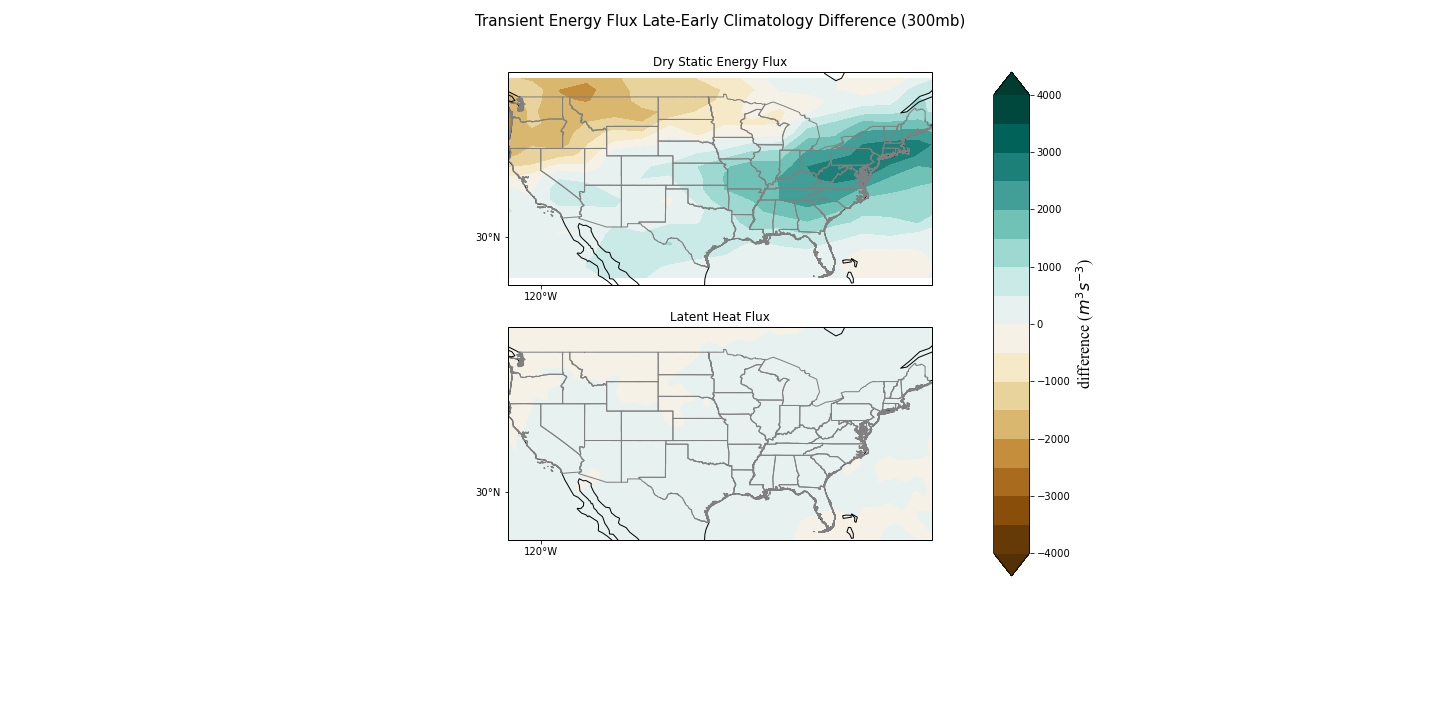 Transient Energy Flux Late-Early Climatology Difference (300mb)
Dry Static Energy Flux
30°N
120°W
Latent Heat Flux
30°N
120°W
4000
3000
2000
1000
0
−1000
−2000
−3000
−4000
difference (m³s⁻³)